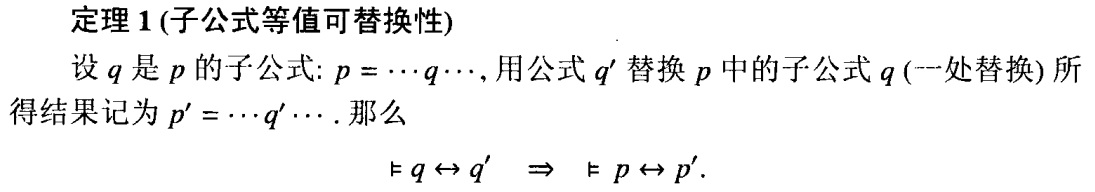 定理 1 (子公式等值可替换性)
设 q 是 p 的子公式: p = ⋯q⋯, 用公式 q′ 替换 p 中的子公式 q (一处替换) 所
得结果记为 p′ = ⋯q′⋯. 那么
⊨ q ↔ q′ ⇒ ⊨ p ↔ p′.